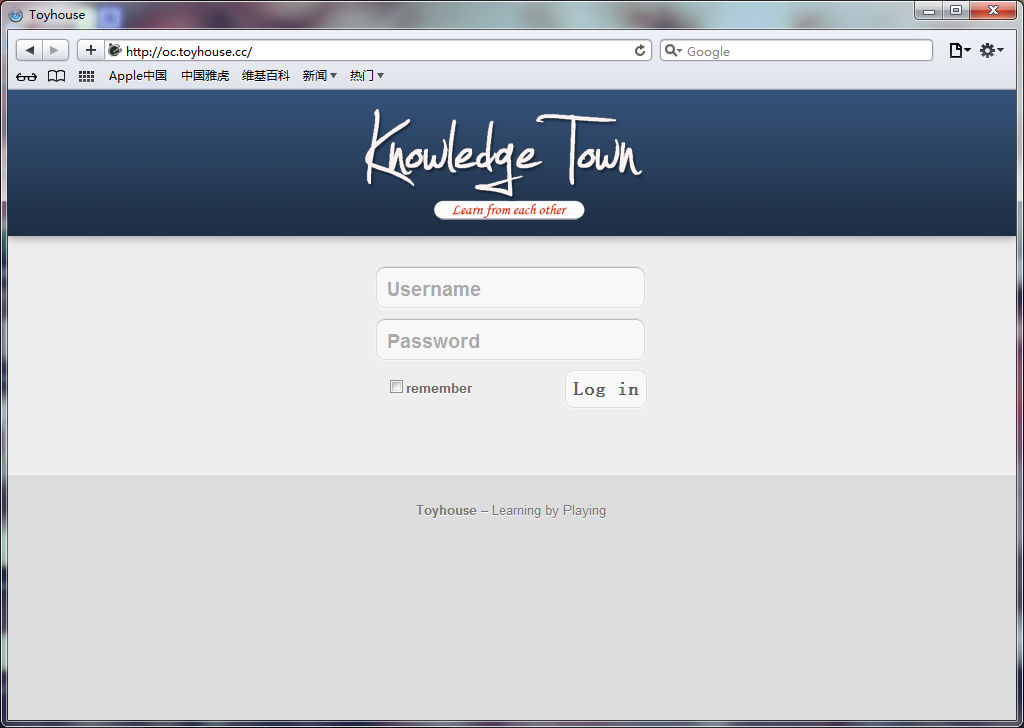 Toyhouse
http://oc.toyhouse.cc/
Google
Apple中国 中国雅虎 维基百科 新闻 热门
Knowledge Town
Learn from each other
Username
Password
remember
Log in
Toyhouse – Learning by Playing